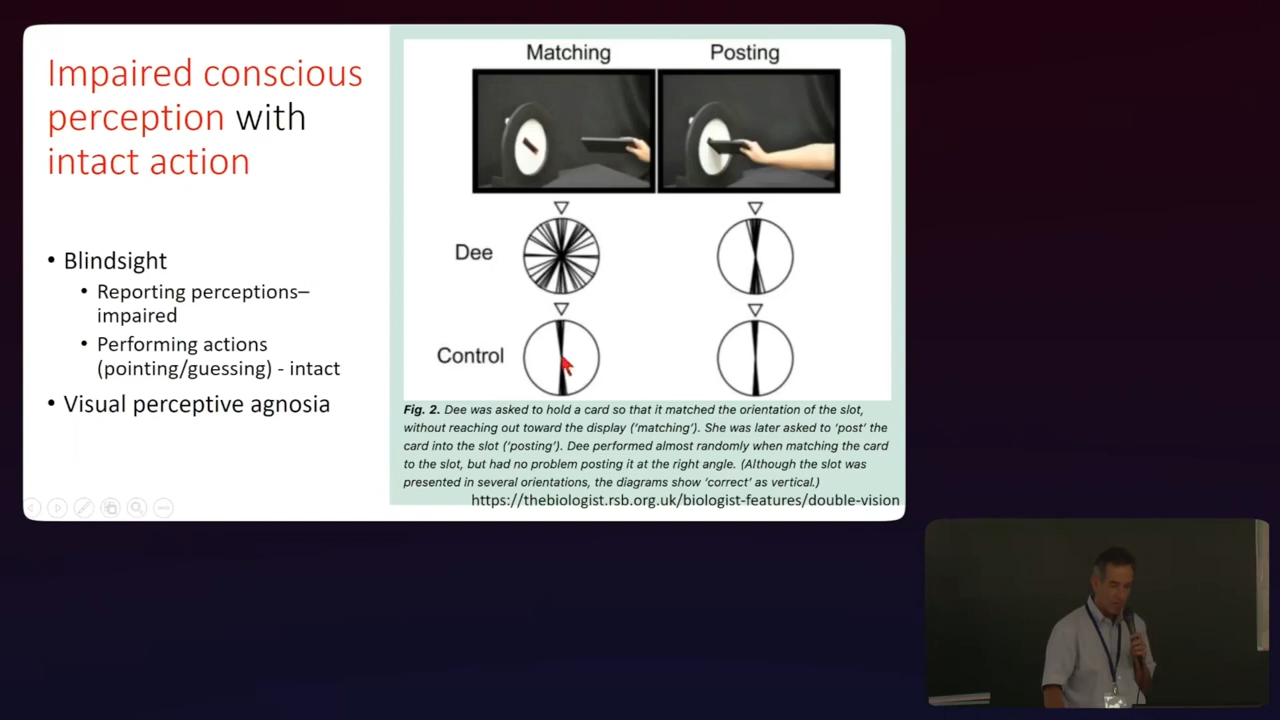 Impaired conscious
perception with
intact action
• Blindsight
• Reporting perceptions–
impaired
• Performing actions
(pointing/guessing) - intact
• Visual perceptive agnosia
Matching Posting
Dee
Control
Fig. 2. Dee was asked to hold a card so that it matched the orientation of the slot,
without reaching out toward the display (‘matching’). She was later asked to ‘post’ the
card into the slot (‘posting’). Dee performed almost randomly when matching the card
to the slot, but had no problem posting it at the right angle. (Although the slot was
presented in several orientations, the diagrams show ‘correct’ as vertical.)
https://thebiologist.rsb.org.uk/biologist-features/double-vision